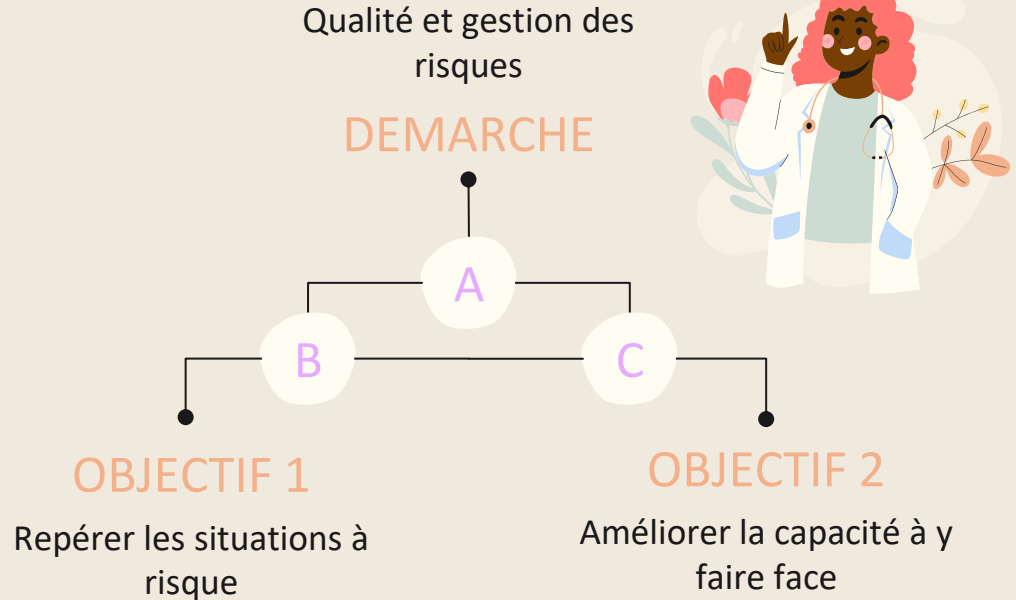 Qualité et gestion des
risques
DEMARCHE
A
B
C
OBJECTIF 1
Repérer les situations à
risque
OBJECTIF 2
Améliorer la capacité à y
faire face